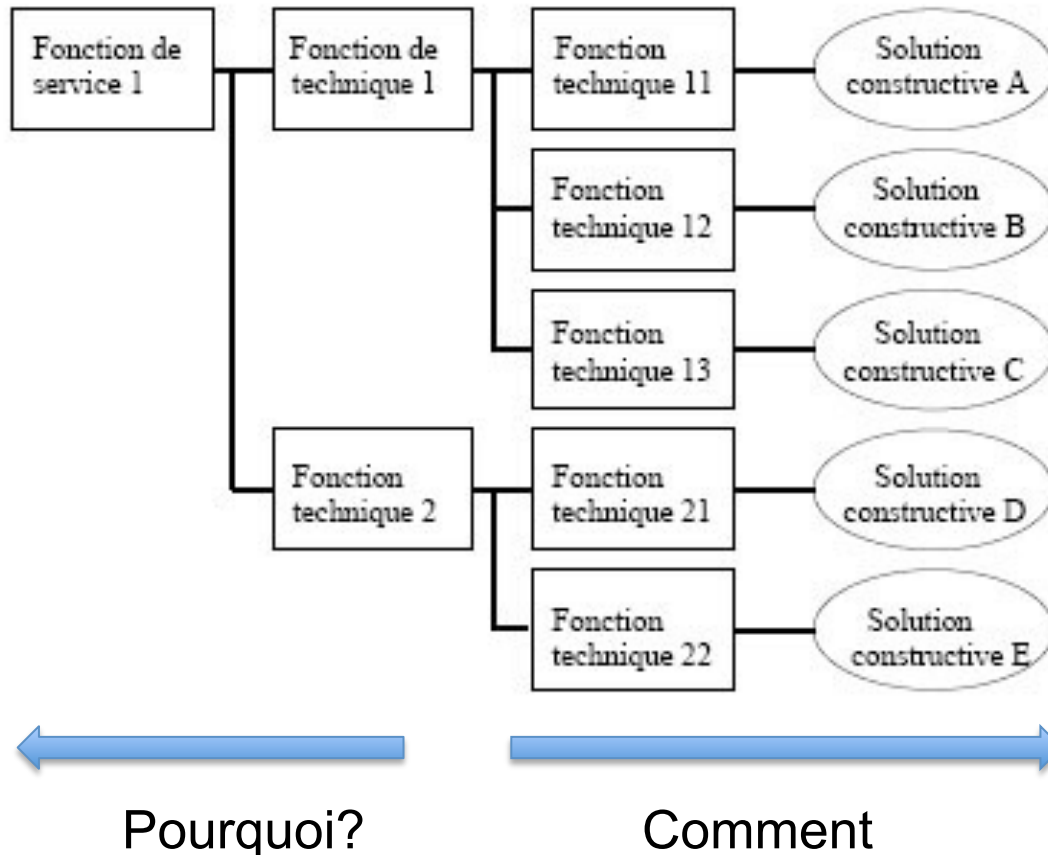 Fonction de
service 1
Fonction de
technique 1
Fonction
technique 11
Solution
constructive A
Fonction
technique 12
Solution
constructive B
Fonction
technique 13
Solution
constructive C
Fonction
technique 2
Fonction
technique 21
Solution
constructive D
Fonction
technique 22
Solution
constructive E
Pourquoi?
Comment